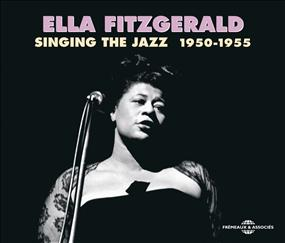 ELLA FITZGERALD
SINGING THE JAZZ 1950-1955
FRÉMEAUX & ASSOCIÉS